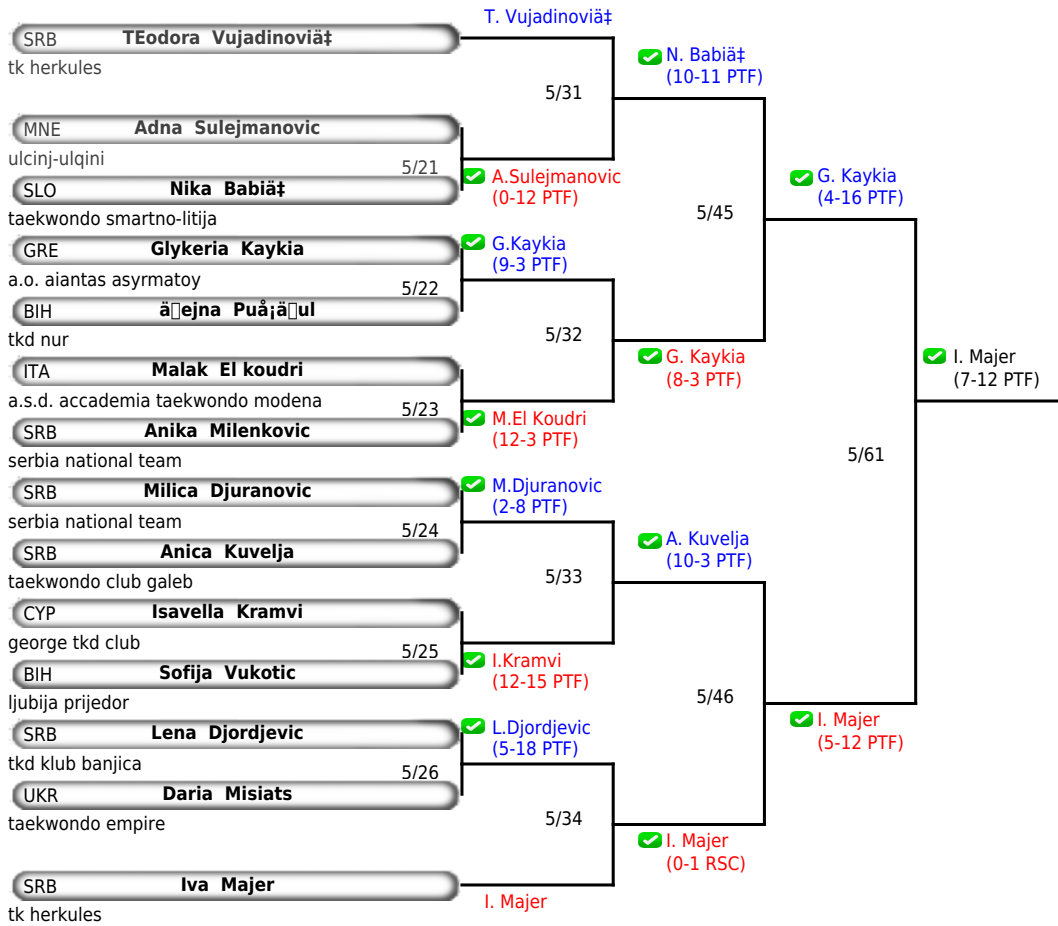 T. Vujadinoviä‡
SRB TEodora Vujadinoviä‡
tk herkules
N. Babiä‡
(10-11 PTF)
5/31
MNE Adna Sulejmanovic
ulcinj-ulqini
5/21
A.Sulejmanovic
(0-12 PTF)
G. Kaykia
(4-16 PTF)
SLO Nika Babiä‡
taekwondo smartno-litija
5/45
GRE Glykeria Kaykia
G.Kaykia
(9-3 PTF)
a.o. aiantas asyrmatoy
5/22
BIH ä▯ejna Puå¡ä▯ul
tkd nur
5/32
ITA Malak El koudri
G. Kaykia
(8-3 PTF)
I. Majer
(7-12 PTF)
a.s.d. accademia taekwondo modena
5/23
M.El Koudri
(12-3 PTF)
SRB Anika Milenkovic
serbia national team
5/61
SRB Milica Djuranovic
M.Djuranovic
(2-8 PTF)
serbia national team
5/24
SRB Anica Kuvelja
A. Kuvelja
(10-3 PTF)
taekwondo club galeb
5/33
CYP Isavella Kramvi
george tkd club
5/25
I.Kramvi
(12-15 PTF)
BIH Sofija Vukotic
ljubija prijedor
5/46
SRB Lena Djordjevic
L.Djordjevic
(5-18 PTF)
I. Majer
(5-12 PTF)
tkd klub banjica
5/26
UKR Daria Misiats
taekwondo empire
5/34
I. Majer
(0-1 RSC)
SRB Iva Majer
I. Majer
tk herkules